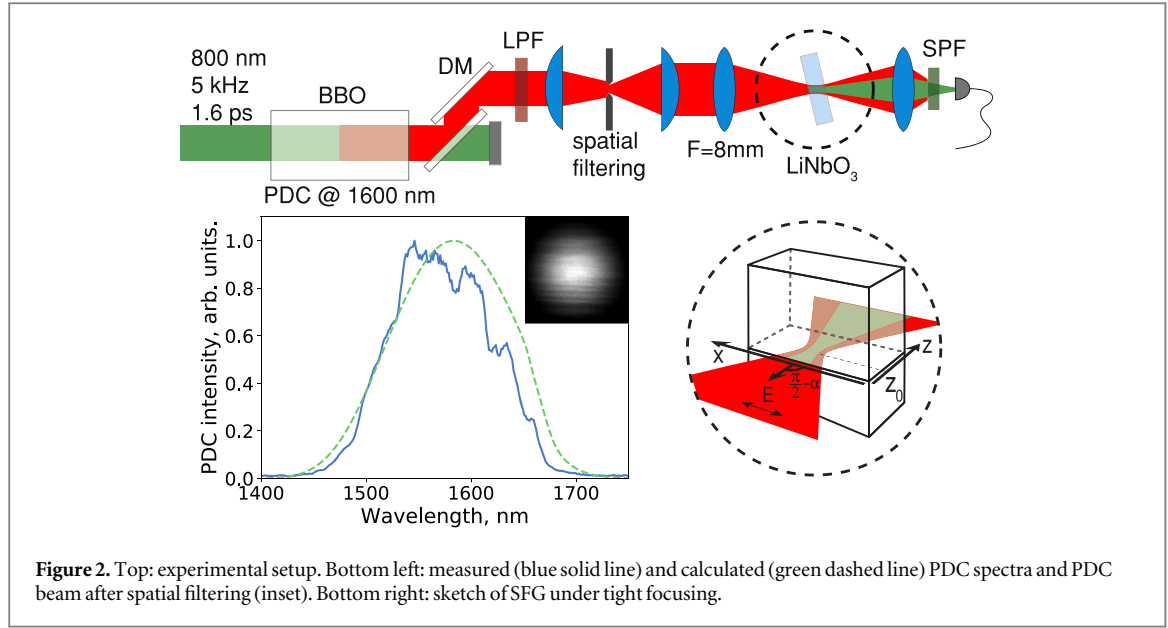 800 nm
5 kHz
1.6 ps
BBO
DM
LPF
SPF
spatial
filtering
F=8mm
LiNbO₃
PDC @ 1600 nm
PDC intensity, arb. units.
1.0
0.8
0.6
0.4
0.2
0.0
1400 1500 1600 1700
Wavelength, nm
x
E
π/2-α
z
Z₀
Figure 2. Top: experimental setup. Bottom left: measured (blue solid line) and calculated (green dashed line) PDC spectra and PDC
beam after spatial filtering (inset). Bottom right: sketch of SFG under tight focusing.